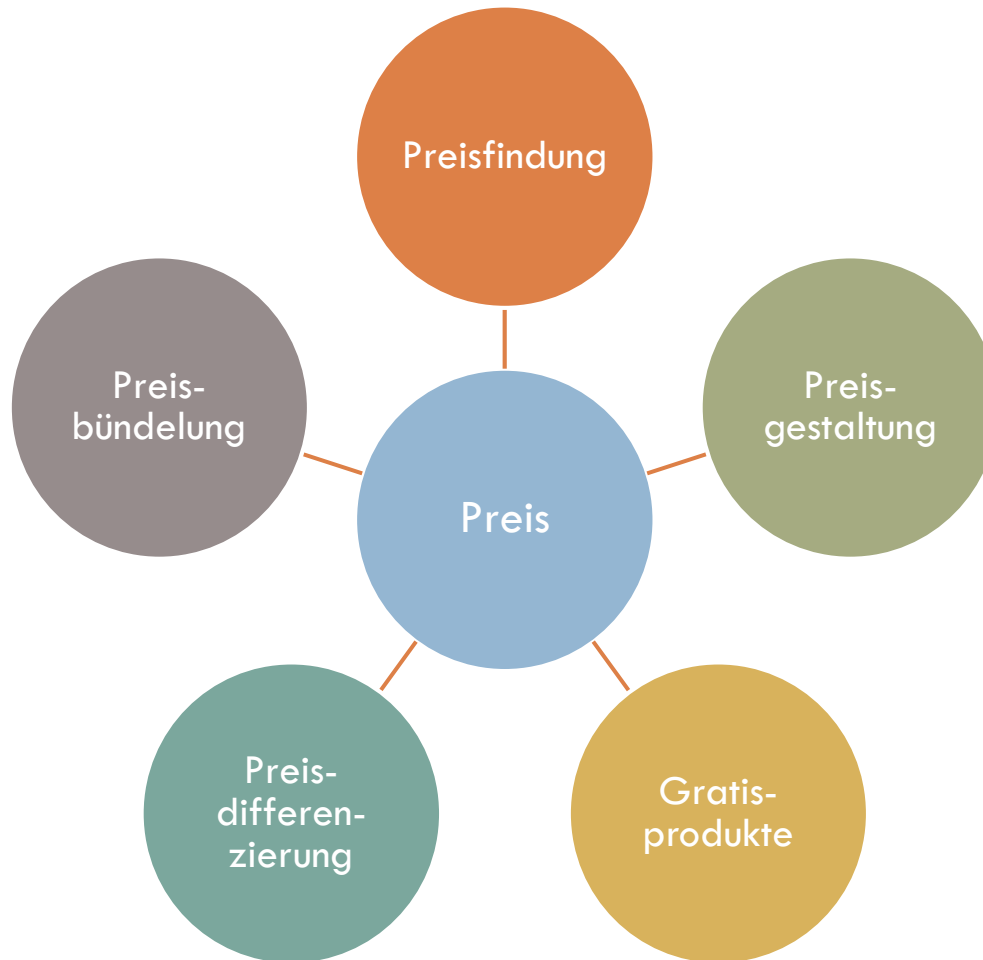 Preisfindung
Preis-
gestaltung
Gratis-
produkte
Preis-
differen-
zierung
Preis-
bündelung
Preis